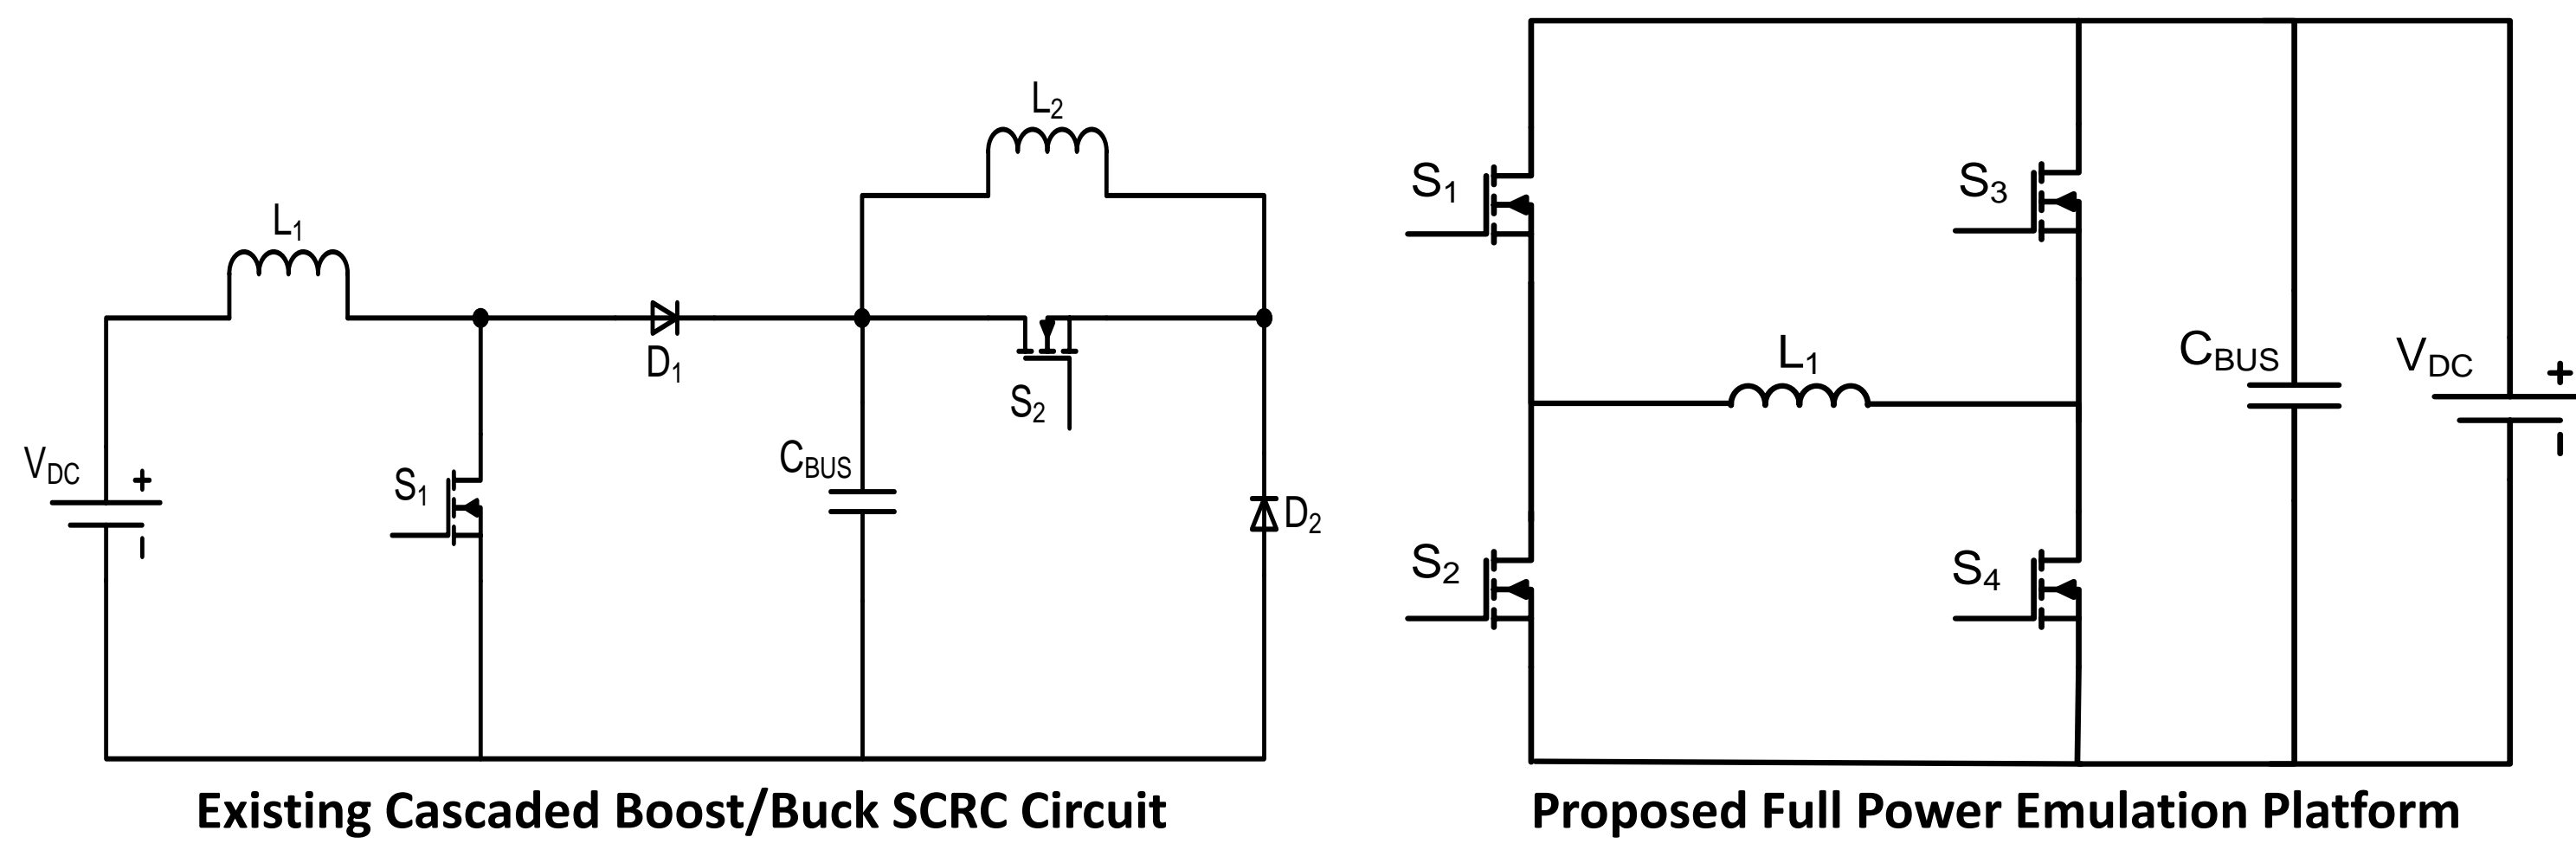 L1
D1
VDC
+
–
S1
CBUS
L2
S2
D2
Existing Cascaded Boost/Buck SCRC Circuit
S1
S3
L1
CBUS
VDC
+
–
S2
S4
Proposed Full Power Emulation Platform